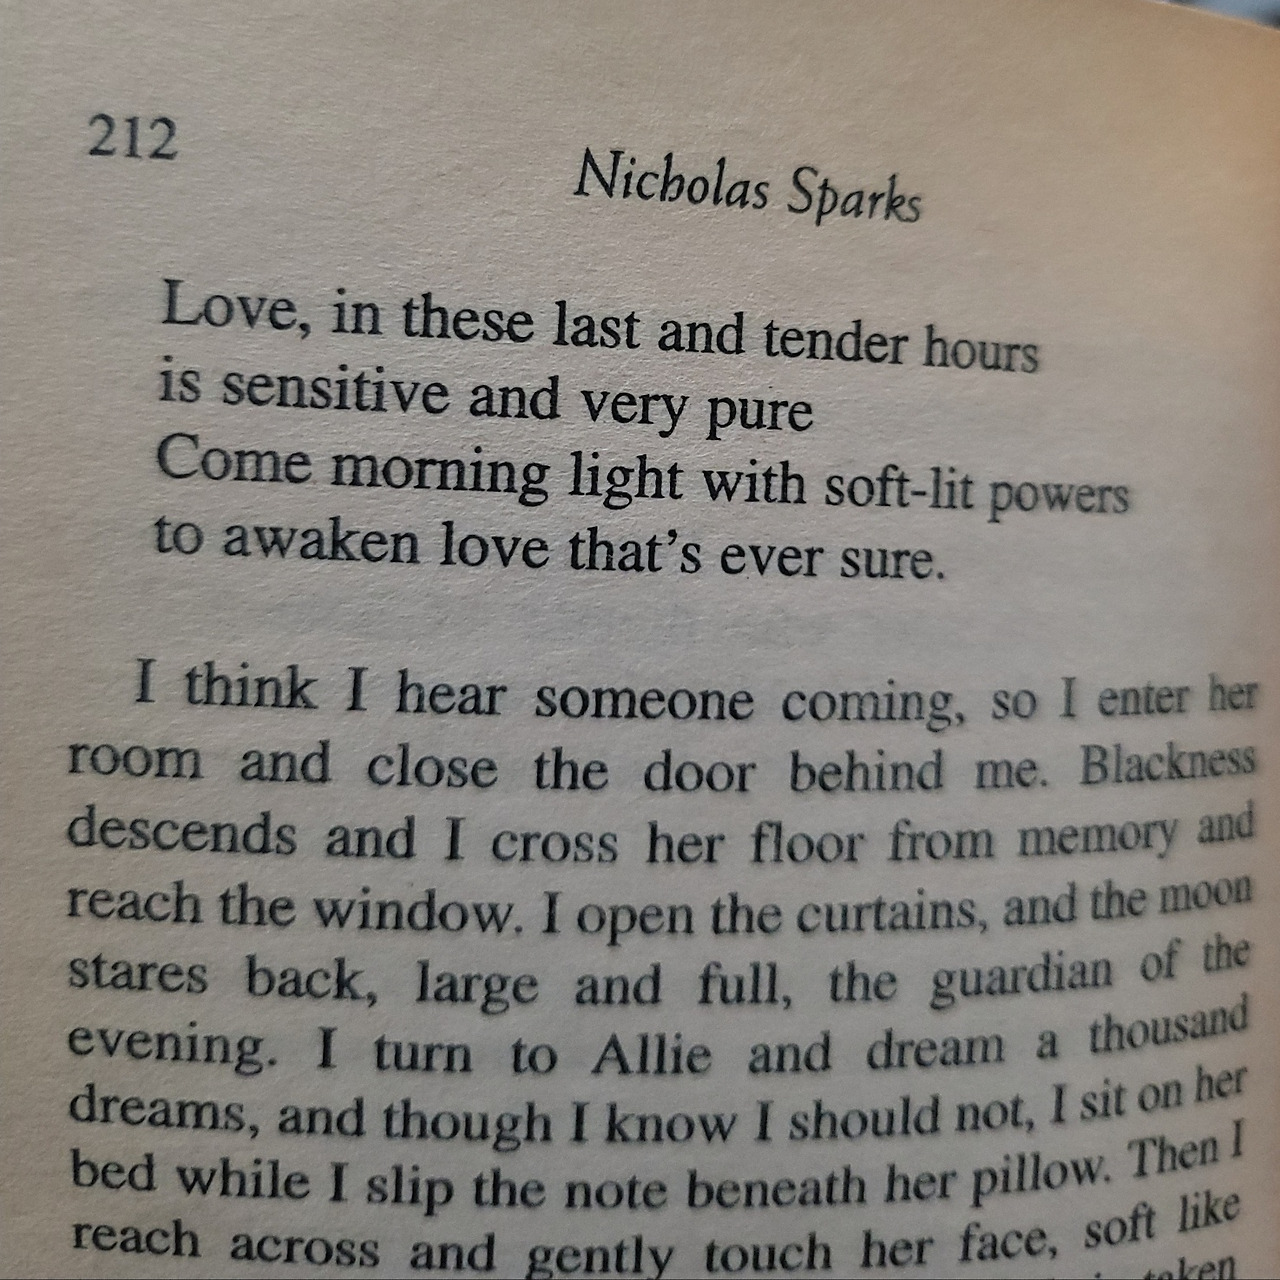 212
Nicholas Sparks
Love, in these last and tender hours
is sensitive and very pure
Come morning light with soft-lit powers
to awaken love that's ever sure.
I think I hear someone coming, so I enter her
room and close the door behind me. Blackness
descends and I cross her floor from memory and
reach the window. I open the curtains, and the moon
stares back, large and full, the guardian of the
evening. I turn to Allie and dream a thousand
dreams, and though I know I should not, I sit on her
bed while I slip the note beneath her pillow. Then I
reach across and gently touch her face, soft like
taken